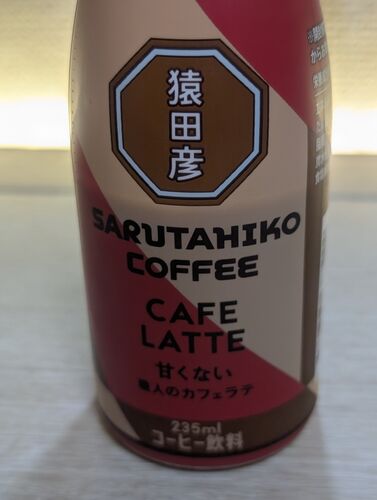 猿田彦
SARUTAHIKO
COFFEE
CAFE
LATTE
甘くない
職人のカフェラテ
235ml
コーヒー飲料